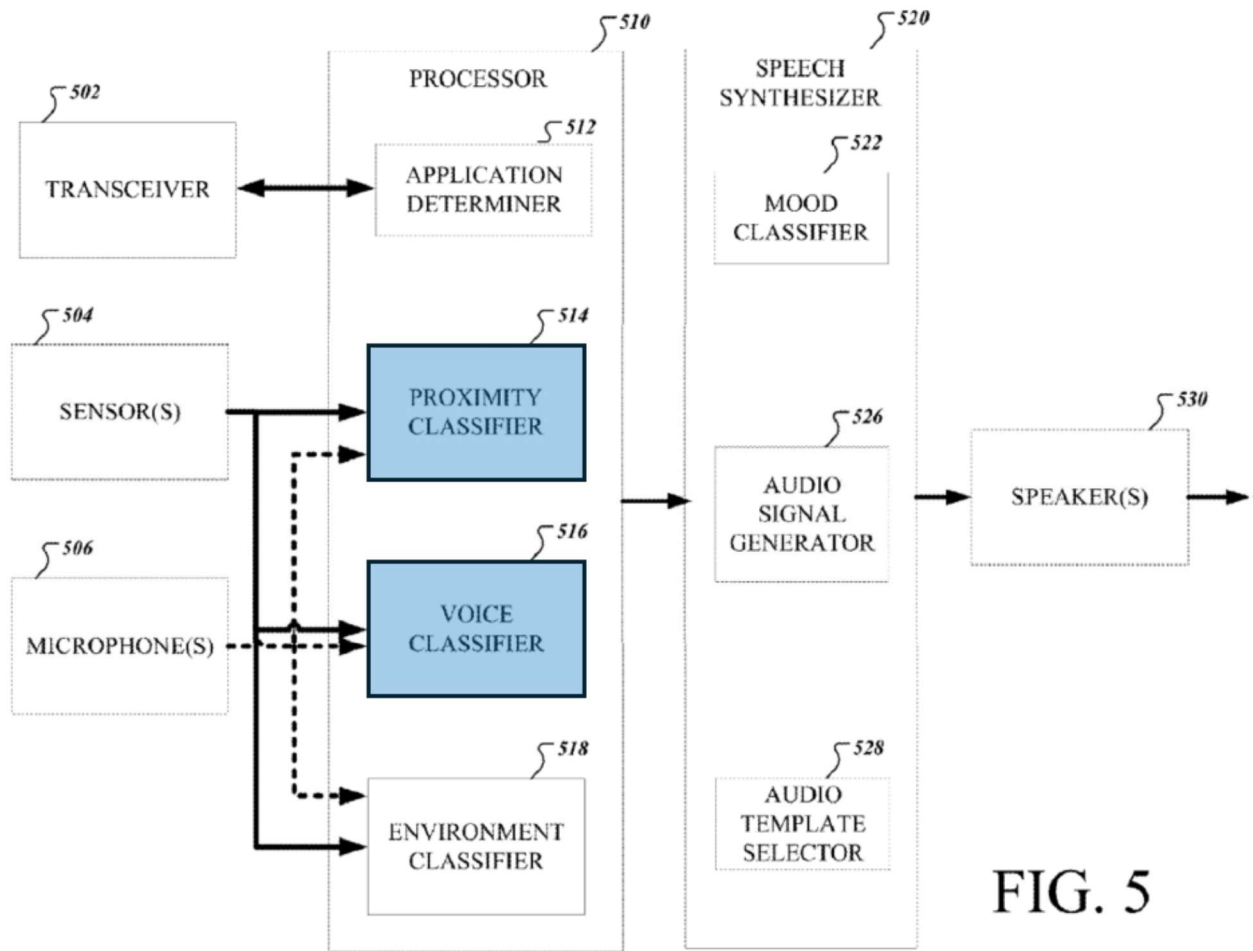 510
PROCESSOR
520
SPEECH
SYNTHESIZER
502
TRANSCEIVER
512
APPLICATION
DETERMINER
522
MOOD
CLASSIFIER
504
SENSOR(S)
514
PROXIMITY
CLASSIFIER
526
AUDIO
SIGNAL
GENERATOR
530
SPEAKER(S)
506
MICROPHONE(S)
516
VOICE
CLASSIFIER
518
ENVIRONMENT
CLASSIFIER
528
AUDIO
TEMPLATE
SELECTOR
FIG. 5